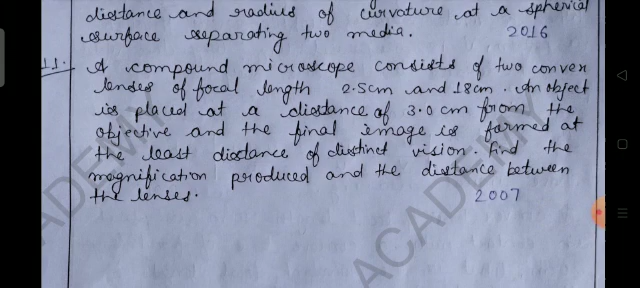 distance and radius of curvature at a spherical
surface separating two media. 2016
11. A compound microscope consists of two convex
lenses of focal length 2.5cm and 18cm. An object
is placed at a distance of 3.0 cm from the
objective and the final image is formed at
the least distance of distinct vision. Find the
magnification produced and the distance between
the lenses. 2007
ACADEMY
ACADEMY